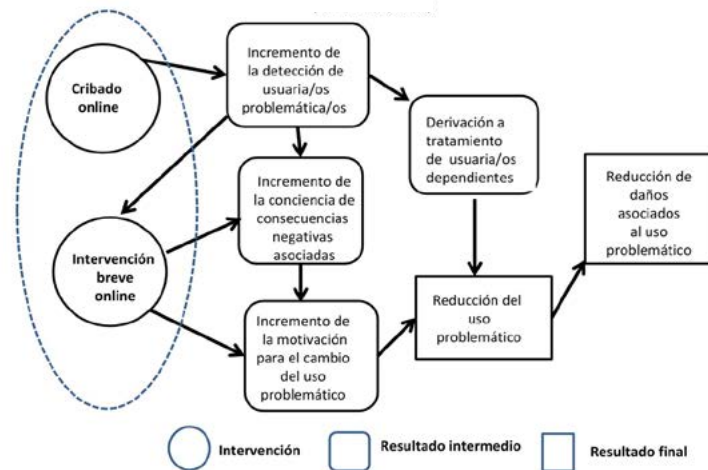 Cribado
online
Incremento de
la detección de
usuaria/os
problemática/os
Derivación a
tratamiento
de usuaria/os
dependientes
Reducción de
daños
asociados
al uso
problemático
Incremento de
la conciencia de
consecuencias
negativas
asociadas
Intervención
breve
online
Incremento de
la motivación
para el cambio
del uso
problemático
Reducción del
uso
problemático
Intervención
Resultado intermedio
Resultado final